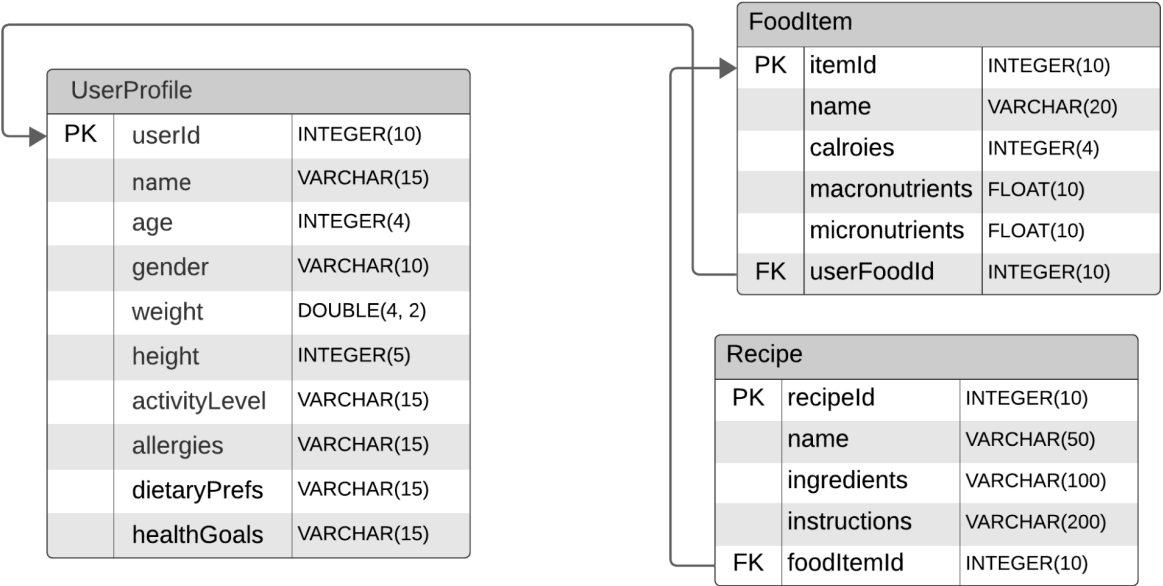 UserProfile
PK userId INTEGER(10)
name VARCHAR(15)
age INTEGER(4)
gender VARCHAR(10)
weight DOUBLE(4, 2)
height INTEGER(5)
activityLevel VARCHAR(15)
allergies VARCHAR(15)
dietaryPrefs VARCHAR(15)
healthGoals VARCHAR(15)
FoodItem
PK itemId INTEGER(10)
name VARCHAR(20)
calroies INTEGER(4)
macronutrients FLOAT(10)
micronutrients FLOAT(10)
FK userFoodId INTEGER(10)
Recipe
PK recipeId INTEGER(10)
name VARCHAR(50)
ingredients VARCHAR(100)
instructions VARCHAR(200)
FK foodItemId INTEGER(10)